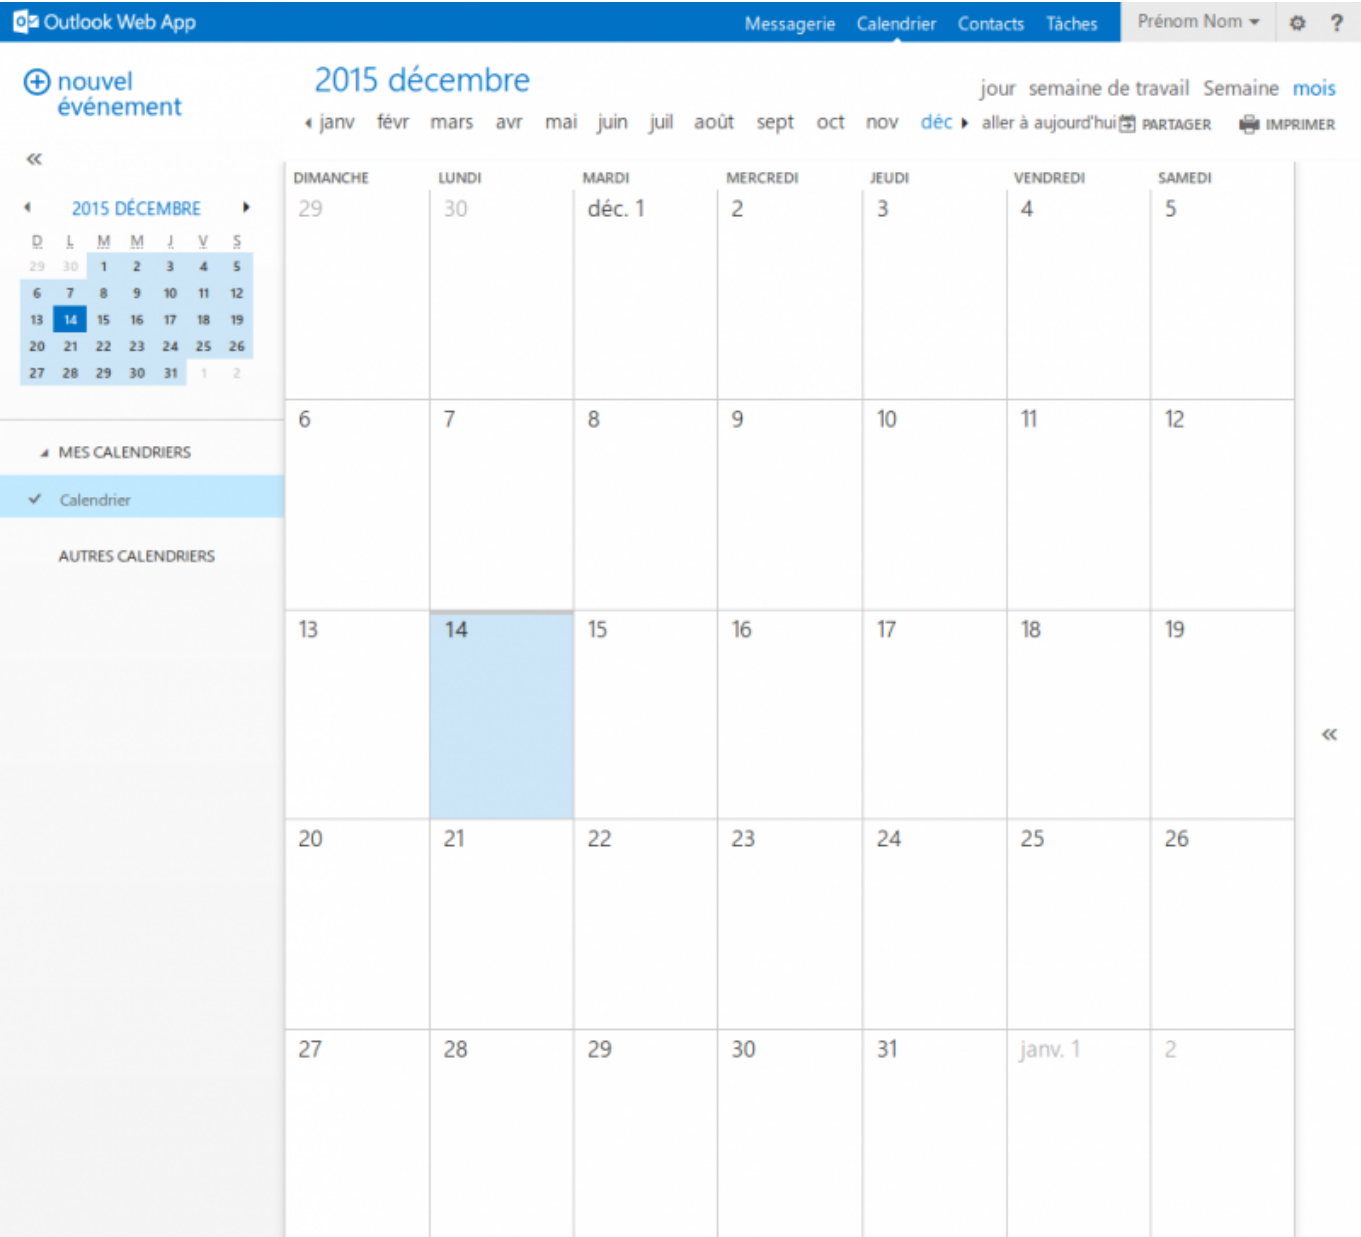 Outlook Web App
Messagerie Calendrier Contacts Tâches Prénom Nom ?
nouvel
événement
2015 décembre
jour semaine de travail Semaine mois
janv févr mars avr mai juin juil août sept oct nov déc aller à aujourd'hui PARTAGER IMPRIMER
2015 DÉCEMBRE
D L M M J V S
29 30 1 2 3 4 5
6 7 8 9 10 11 12
13 14 15 16 17 18 19
20 21 22 23 24 25 26
27 28 29 30 31 1 2
MES CALENDRIERS
Calendrier
AUTRES CALENDRIERS
DIMANCHE LUNDI MARDI MERCREDI JEUDI VENDREDI SAMEDI
29 30 déc. 1 2 3 4 5
6 7 8 9 10 11 12
13 14 15 16 17 18 19
20 21 22 23 24 25 26
27 28 29 30 31 janv. 1 2